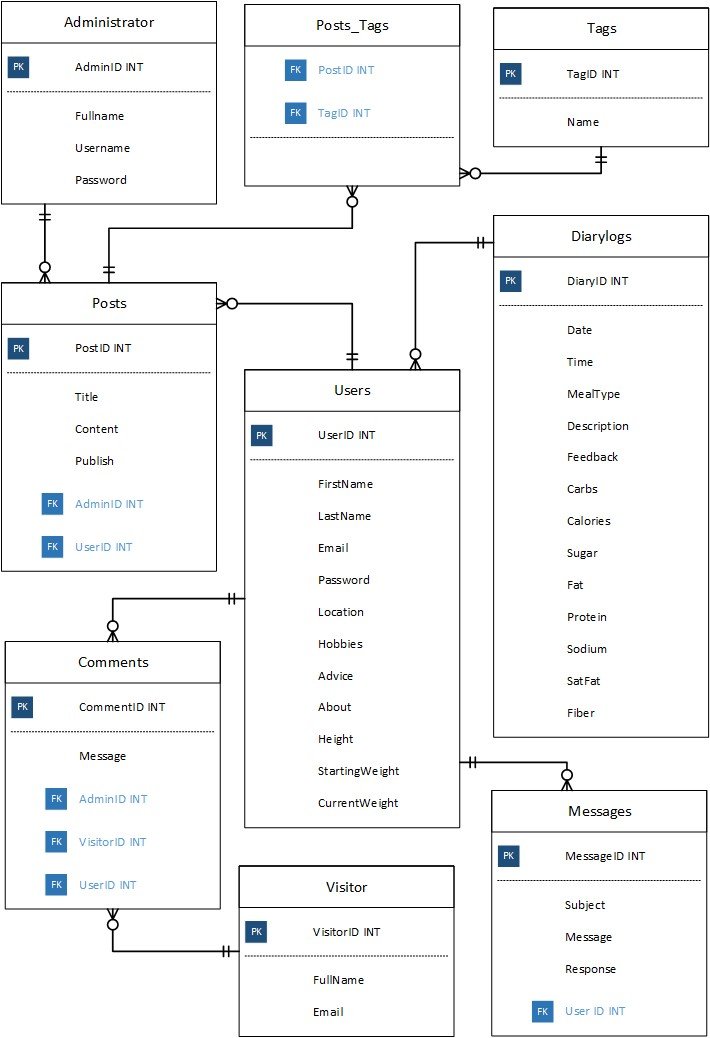 Administrator
PK AdminID INT
Fullname
Username
Password
Posts_Tags
FK PostID INT
FK TagID INT
Tags
PK TagID INT
Name
Diarylogs
PK DiaryID INT
Date
Time
MealType
Description
Feedback
Carbs
Calories
Sugar
Fat
Protein
Sodium
SatFat
Fiber
Posts
PK PostID INT
Title
Content
Publish
FK AdminID INT
FK UserID INT
Users
PK UserID INT
FirstName
LastName
Email
Password
Location
Hobbies
Advice
About
Height
StartingWeight
CurrentWeight
Comments
PK CommentID INT
Message
FK AdminID INT
FK VisitorID INT
FK UserID INT
Visitor
PK VisitorID INT
FullName
Email
Messages
PK MessageID INT
Subject
Message
Response
FK User ID INT